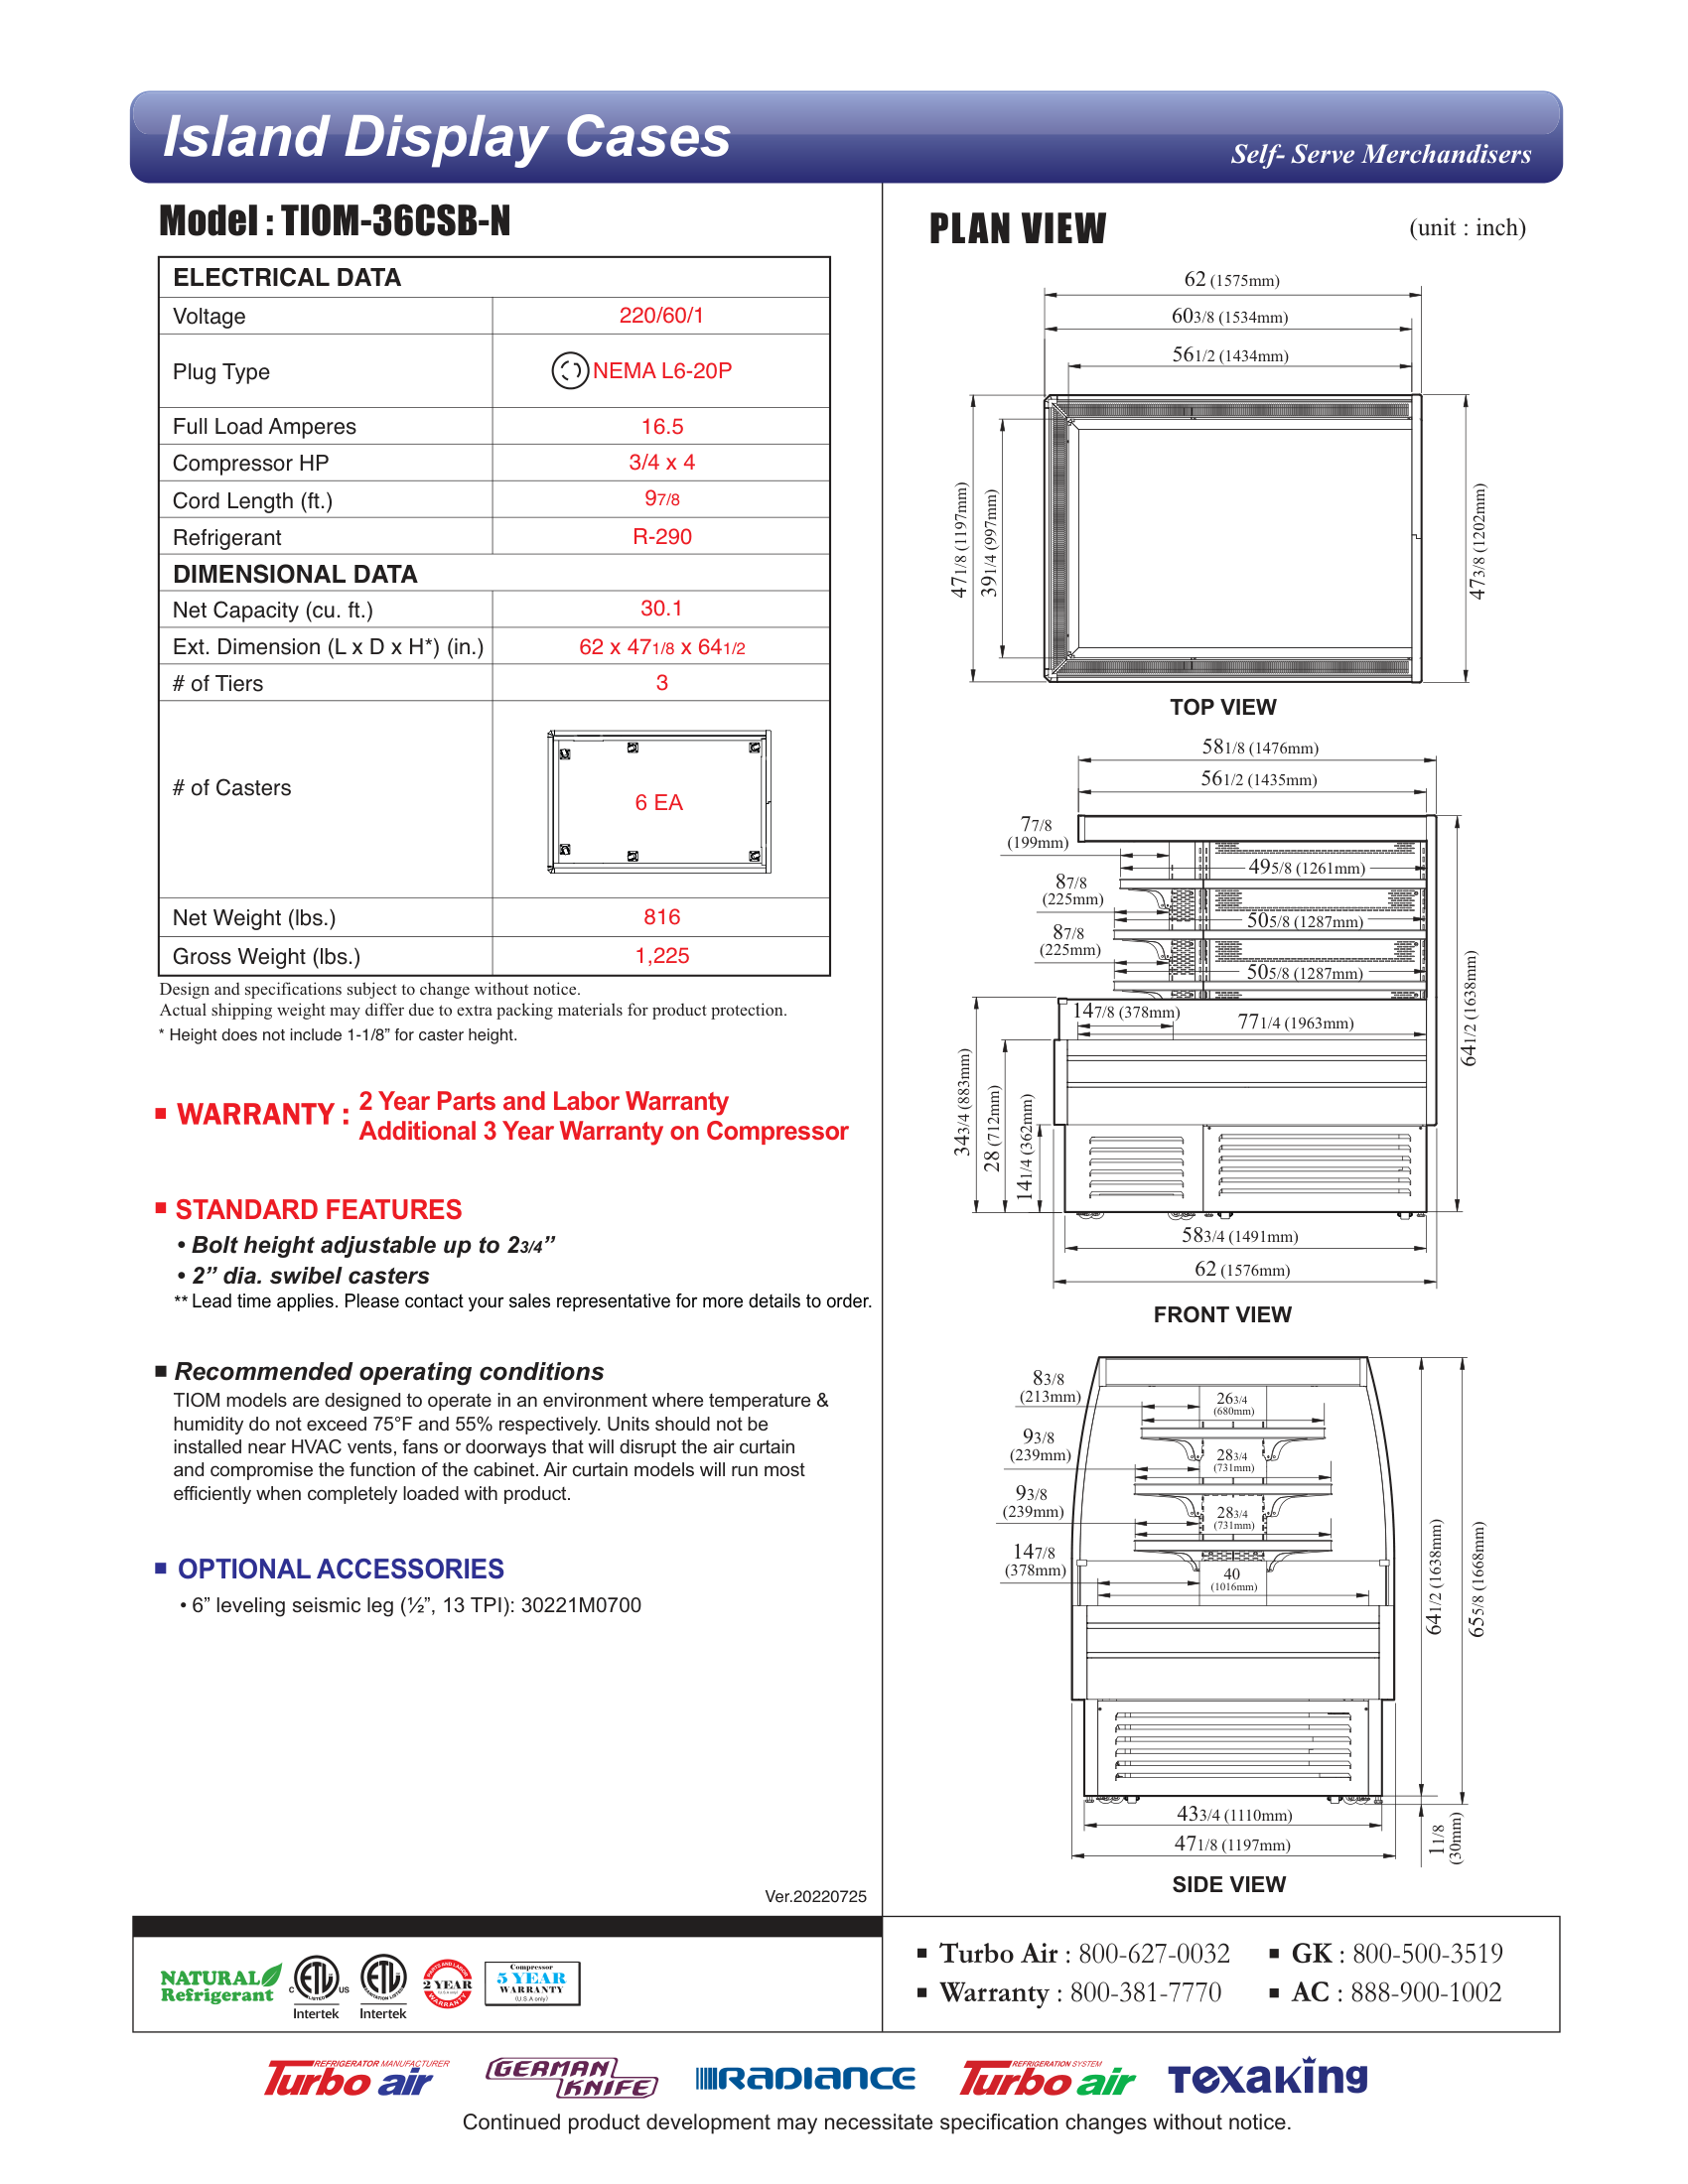 Island Display Cases
Self- Serve Merchandisers
Model : TIOM-36CSB-N
ELECTRICAL DATA
Voltage 220/60/1
Plug Type NEMA L6-20P
Full Load Amperes 16.5
Compressor HP 3/4 x 4
Cord Length (ft.) 97/8
Refrigerant R-290
DIMENSIONAL DATA
Net Capacity (cu. ft.) 30.1
Ext. Dimension (L x D x H*) (in.) 62 x 471/8 x 641/2
# of Tiers 3
# of Casters 6 EA
Net Weight (lbs.) 816
Gross Weight (lbs.) 1,225
Design and specifications subject to change without notice.
Actual shipping weight may differ due to extra packing materials for product protection.
* Height does not include 1-1/8” for caster height.
WARRANTY : 2 Year Parts and Labor Warranty
Additional 3 Year Warranty on Compressor
STANDARD FEATURES
• Bolt height adjustable up to 23/4”
• 2” dia. swibel casters
** Lead time applies. Please contact your sales representative for more details to order.
Recommended operating conditions
TIOM models are designed to operate in an environment where temperature &
humidity do not exceed 75°F and 55% respectively. Units should not be
installed near HVAC vents, fans or doorways that will disrupt the air curtain
and compromise the function of the cabinet. Air curtain models will run most
efficiently when completely loaded with product.
OPTIONAL ACCESSORIES
• 6” leveling seismic leg (½”, 13 TPI): 30221M0700
Ver.20220725
PLAN VIEW
(unit : inch)
62 (1575mm)
603/8 (1534mm)
561/2 (1434mm)
471/8 (1197mm)
391/4 (997mm)
473/8 (1202mm)
TOP VIEW
581/8 (1476mm)
561/2 (1435mm)
77/8
(199mm)
495/8 (1261mm)
87/8
(225mm)
505/8 (1287mm)
87/8
(225mm)
505/8 (1287mm)
147/8 (378mm)
771/4 (1963mm)
641/2 (1638mm)
343/4 (883mm)
28 (712mm)
141/4 (362mm)
583/4 (1491mm)
62 (1576mm)
FRONT VIEW
83/8
(213mm)
263/4
(680mm)
93/8
(239mm)
283/4
(731mm)
93/8
(239mm)
283/4
(731mm)
147/8
(378mm)
40
(1016mm)
641/2 (1638mm)
655/8 (1668mm)
433/4 (1110mm)
471/8 (1197mm)
11/8
(30mm)
SIDE VIEW
NATURAL
Refrigerant
C ETL US
LISTED
Intertek
ETL
Intertek
PARTS AND LABOR
2 YEAR
WARRANTY
Compressor
5 YEAR
WARRANTY
(U.S.A only)
Turbo Air : 800-627-0032
GK : 800-500-3519
Warranty : 800-381-7770
AC : 888-900-1002
REFRIGERATOR MANUFACTURER
Turbo air
GERMAN
KNIFE
RADIANCE
REFRIGERATION SYSTEM
Turbo air
Texaking
Continued product development may necessitate specification changes without notice.